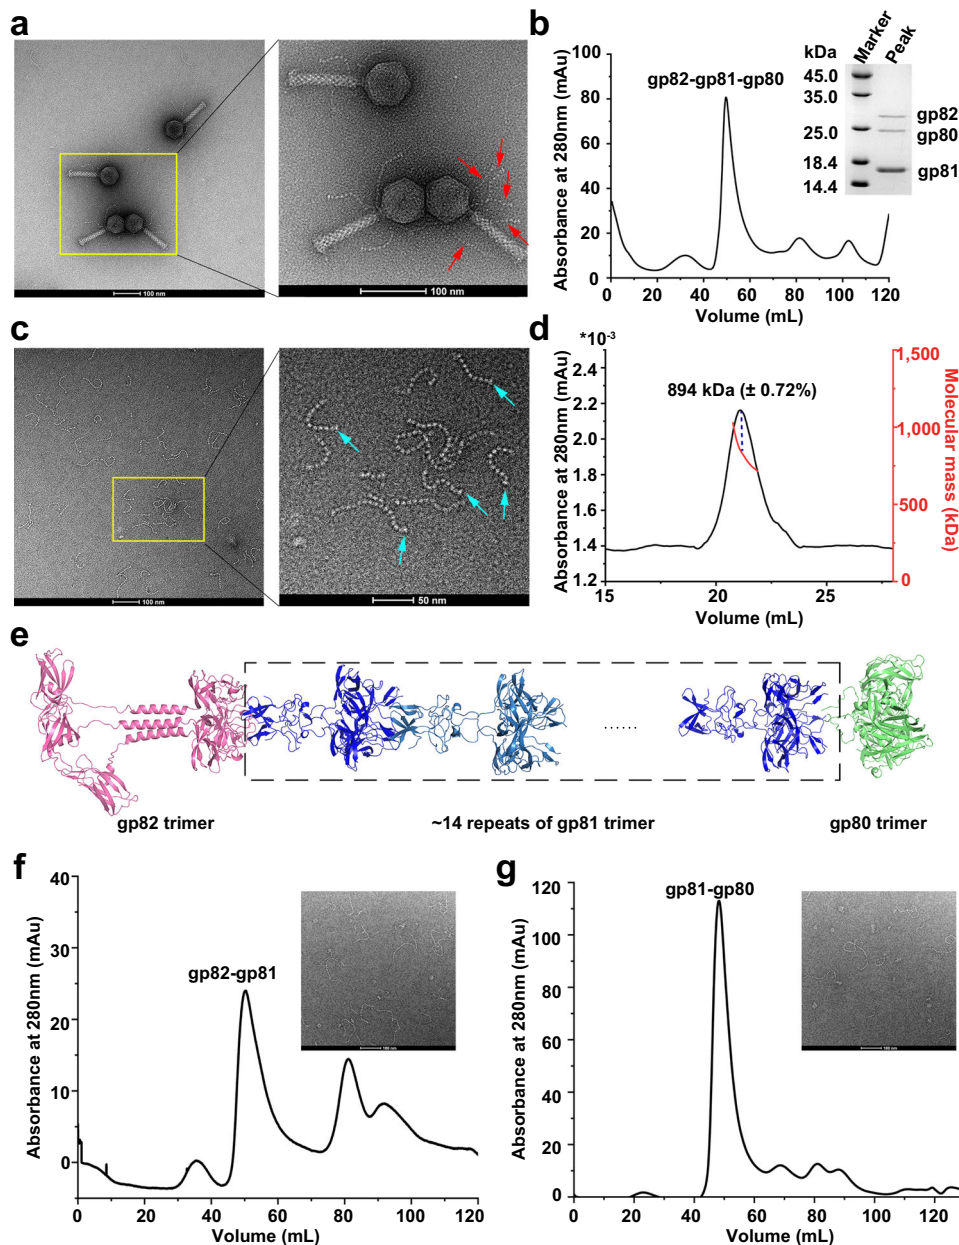 a
100 nm
100 nm
b
Absorbance at 280nm (mAu)
100
80
60
40
20
0
gp82-gp81-gp80
0 20 40 60 80 100 120
Volume (mL)
kDa Marker Peak
45.0
35.0
25.0
18.4
14.4
gp82
gp80
gp81
c
100 nm
50 nm
d
*10⁻³
Absorbance at 280nm (mAu)
2.4
2.2
2.0
1.8
1.6
1.4
1.2
894 kDa (± 0.72%)
15 20 25
Volume (mL)
1,500
1,000
500
0
Molecular mass (kDa)
e
......
gp82 trimer
~14 repeats of gp81 trimer
gp80 trimer
f
Absorbance at 280nm (mAu)
40
30
20
10
0
gp82-gp81
100 nm
0 20 40 60 80 100 120
Volume (mL)
g
Absorbance at 280nm (mAu)
120
100
80
60
40
20
0
gp81-gp80
100 nm
0 20 40 60 80 100 120
Volume (mL)